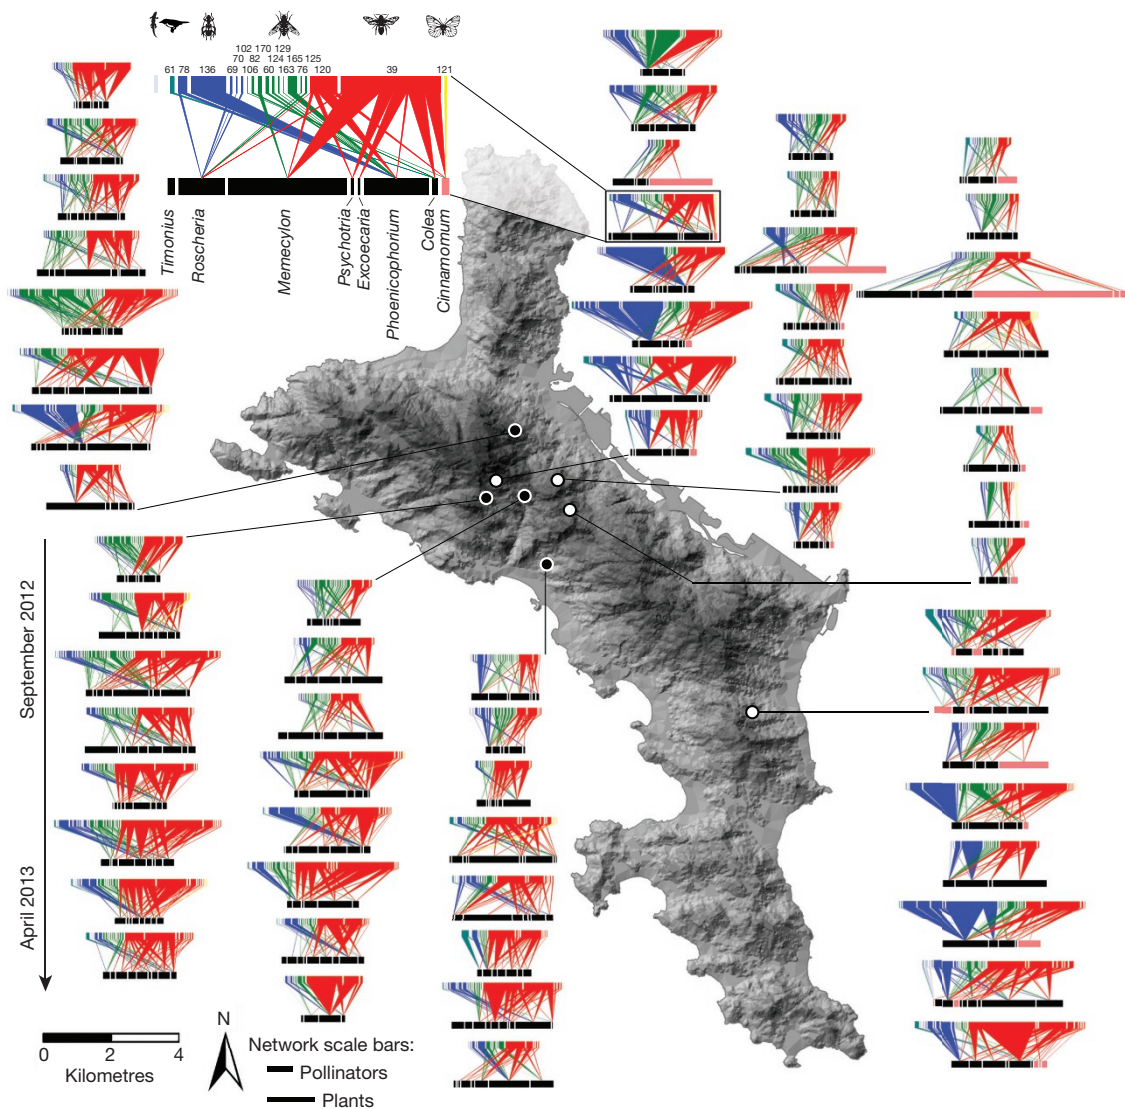 102 170 129
70 82 124 165 125
61 78 136 69 106 60 163 76 120 39 121
Timonius
Roscheria
Memecylon
Psychotria
Excoecaria
Phoenicophorium
Colea
Cinnamomum
September 2012
April 2013
N
0 2 4
Kilometres
Network scale bars:
Pollinators
Plants